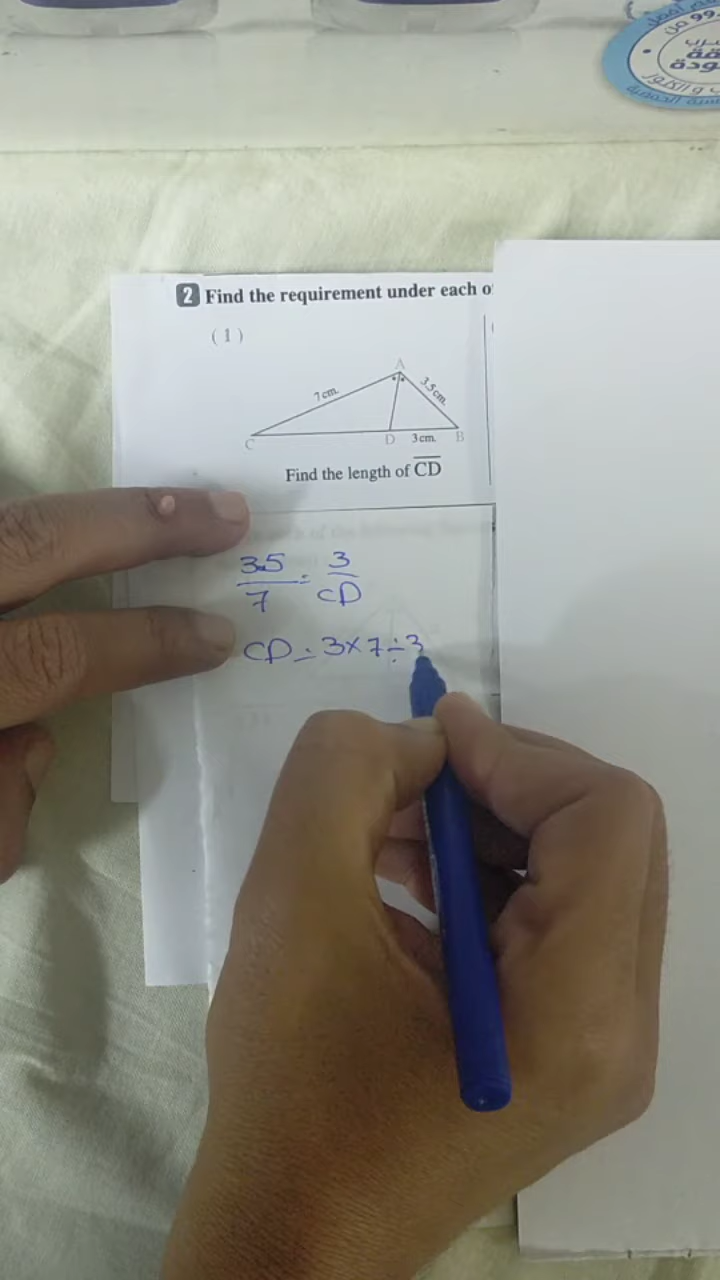 99.
2 Find the requirement under each o
(1)
A
7 cm.
3.5 cm.
C
D
3 cm.
B
Find the length of CD
3.5/7 = 3/CD
CD = 3×7÷3